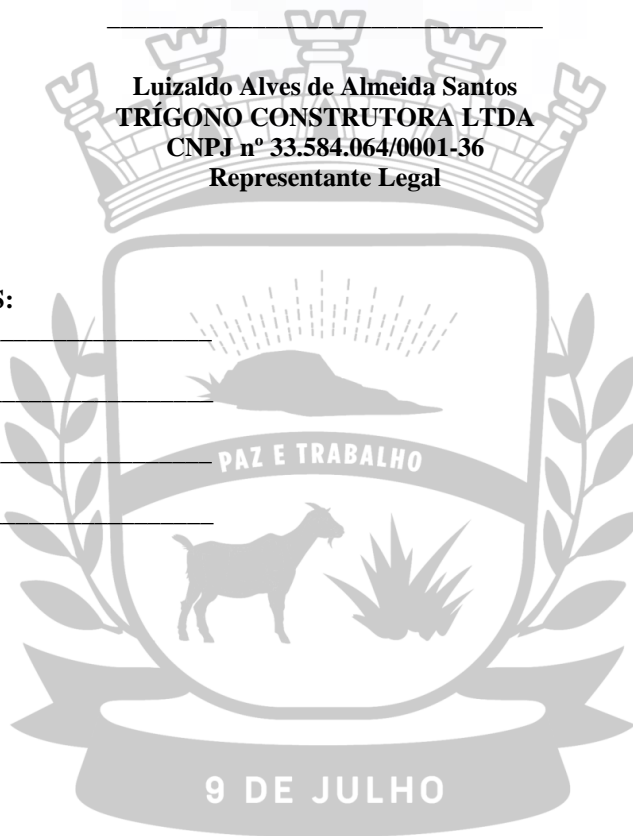 Luizaldo Alves de Almeida Santos
TRÍGONO CONSTRUTORA LTDA
CNPJ nº 33.584.064/0001-36
Representante Legal
S:
PAZ E TRABALHO
9 DE JULHO